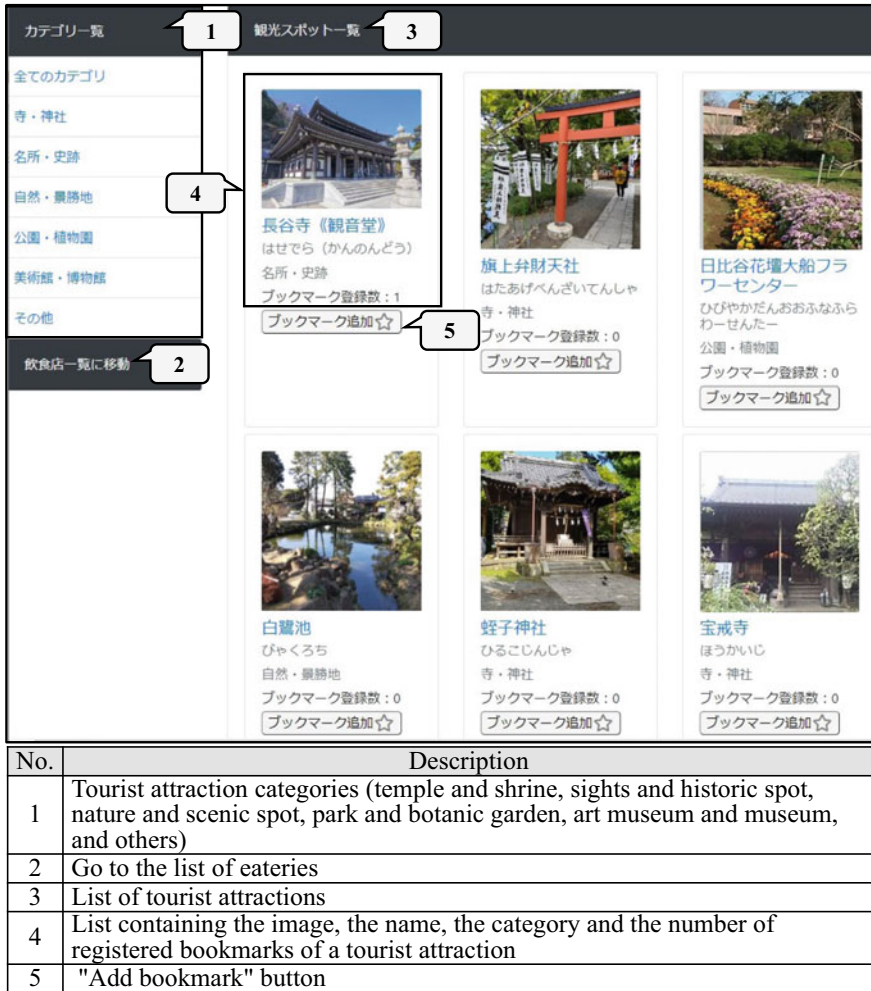 カテゴリ一覧
1
全てのカテゴリ
寺・神社
名所・史跡
自然・景勝地
公園・植物園
美術館・博物館
その他
飲食店一覧に移動
2
観光スポット一覧
3
4
長谷寺《観音堂》
はせでら（かんのんどう）
名所・史跡
ブックマーク登録数：1
ブックマーク追加☆
5
旗上弁財天社
はたあげべんざいてんしゃ
寺・神社
ブックマーク登録数：0
ブックマーク追加☆
日比谷花壇大船フラ
ワーセンター
ひびやかだんおおふなふら
わーせんたー
公園・植物園
ブックマーク登録数：0
ブックマーク追加☆
白鷺池
びゃくろち
自然・景勝地
ブックマーク登録数：0
ブックマーク追加☆
蛭子神社
ひるこじんじゃ
寺・神社
ブックマーク登録数：0
ブックマーク追加☆
宝戒寺
ほうかいじ
寺・神社
ブックマーク登録数：0
ブックマーク追加☆
No. Description
1 Tourist attraction categories (temple and shrine, sights and historic spot,
nature and scenic spot, park and botanic garden, art museum and museum,
and others)
2 Go to the list of eateries
3 List of tourist attractions
4 List containing the image, the name, the category and the number of
registered bookmarks of a tourist attraction
5 "Add bookmark" button